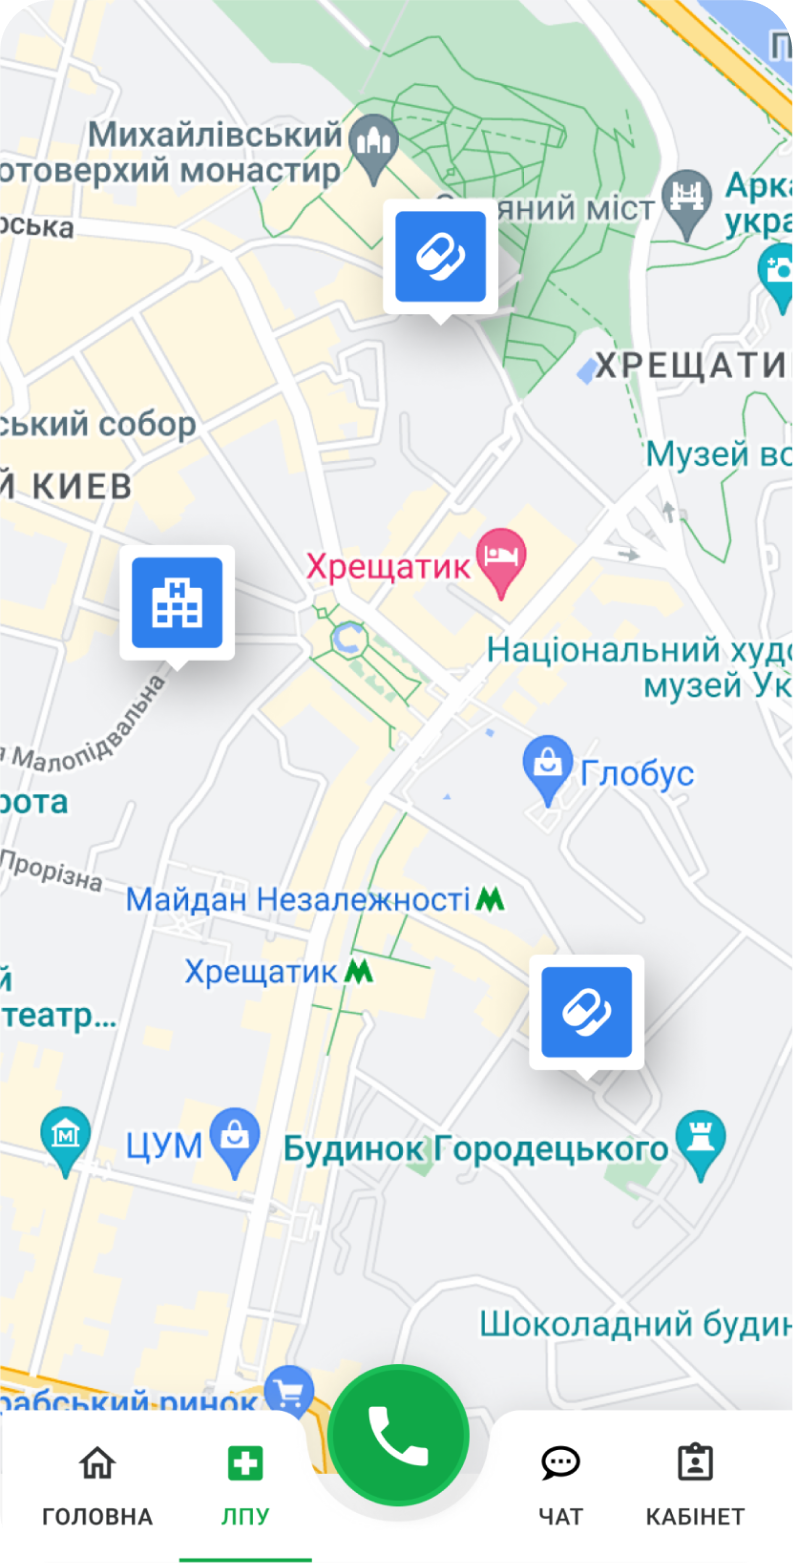 П
Михайлівський
отоверхий монастир
яний міст
Арка
укра
рська
ХРЕЩАТИ
ський собор
Музей во
Й КИЕВ
Хрещатик
Національний худо
музей Ук
я Малопідвальна
Глобус
рота
Прорізна
Майдан Незалежності
Хрещатик
й
театр...
ЦУМ
Будинок Городецького
Шоколадний будин
рабський ринок
ГОЛОВНА
ЛПУ
ЧАТ
КАБІНЕТ